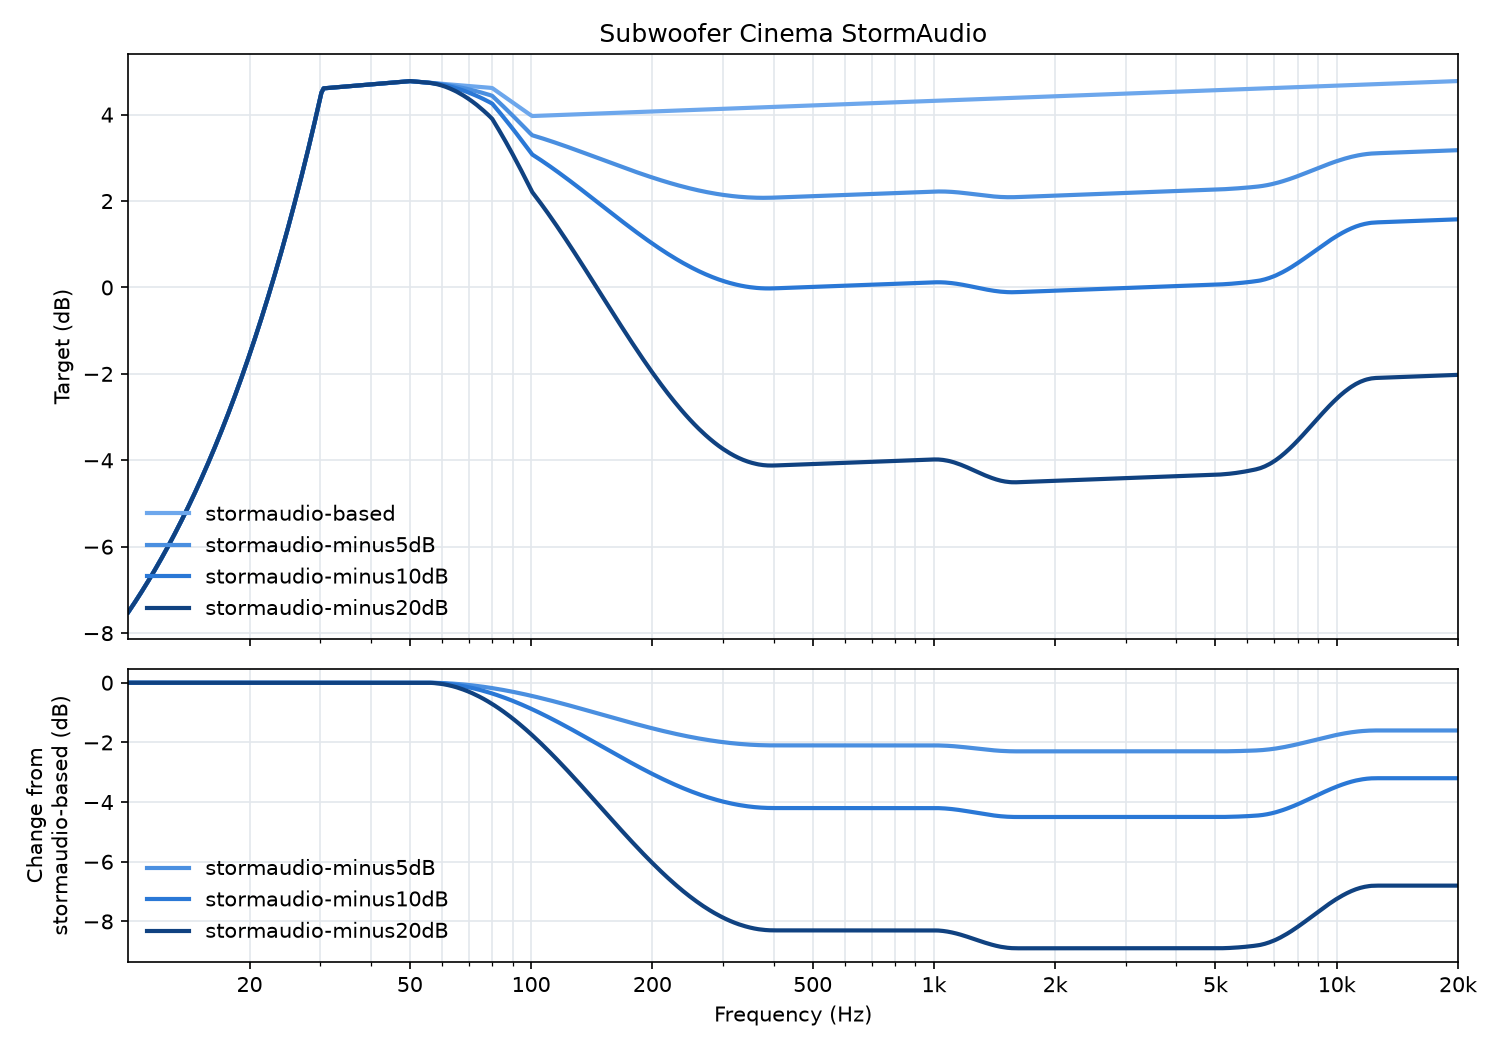 Subwoofer Cinema StormAudio
Target (dB)
4
2
0
−2
−4
−6
−8
stormaudio-based
stormaudio-minus5dB
stormaudio-minus10dB
stormaudio-minus20dB
Change from
stormaudio-based (dB)
0
−2
−4
−6
−8
stormaudio-minus5dB
stormaudio-minus10dB
stormaudio-minus20dB
20 50 100 200 500 1k 2k 5k 10k 20k
Frequency (Hz)